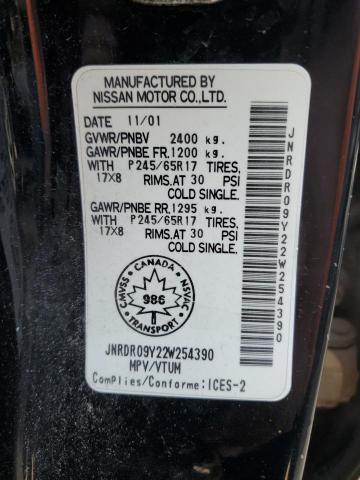 MANUFACTURED BY
NISSAN MOTOR CO.,LTD.
DATE 11/01
GVWR/PNBV 2400 kg.
GAWR/PNBE FR,1200 kg.
WITH P245/65R17 TIRES,
17X8 RIMS,AT 30 PSI
COLD SINGLE.
GAWR/PNBE RR,1295 kg.
WITH P245/65R17 TIRES,
17X8 RIMS,AT 30 PSI
COLD SINGLE.
CMVSS CANADA NSVAC
986
TRANSPORT
JNRDR09Y22W254390
MPV/VTUM
Complies/Conforme:ICES-2
JNRDR09Y22W254390